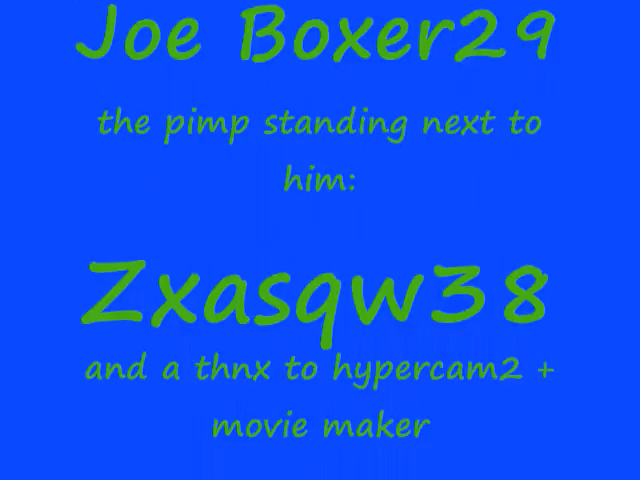 Joe Boxer29
the pimp standing next to
him:
Zxasqw38
and a thnx to hypercam2 +
movie maker